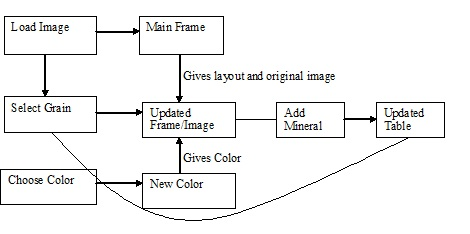 Load Image
Main Frame
Gives layout and original image
Select Grain
Updated
Frame/Image
Add
Mineral
Updated
Table
Gives Color
Choose Color
New Color